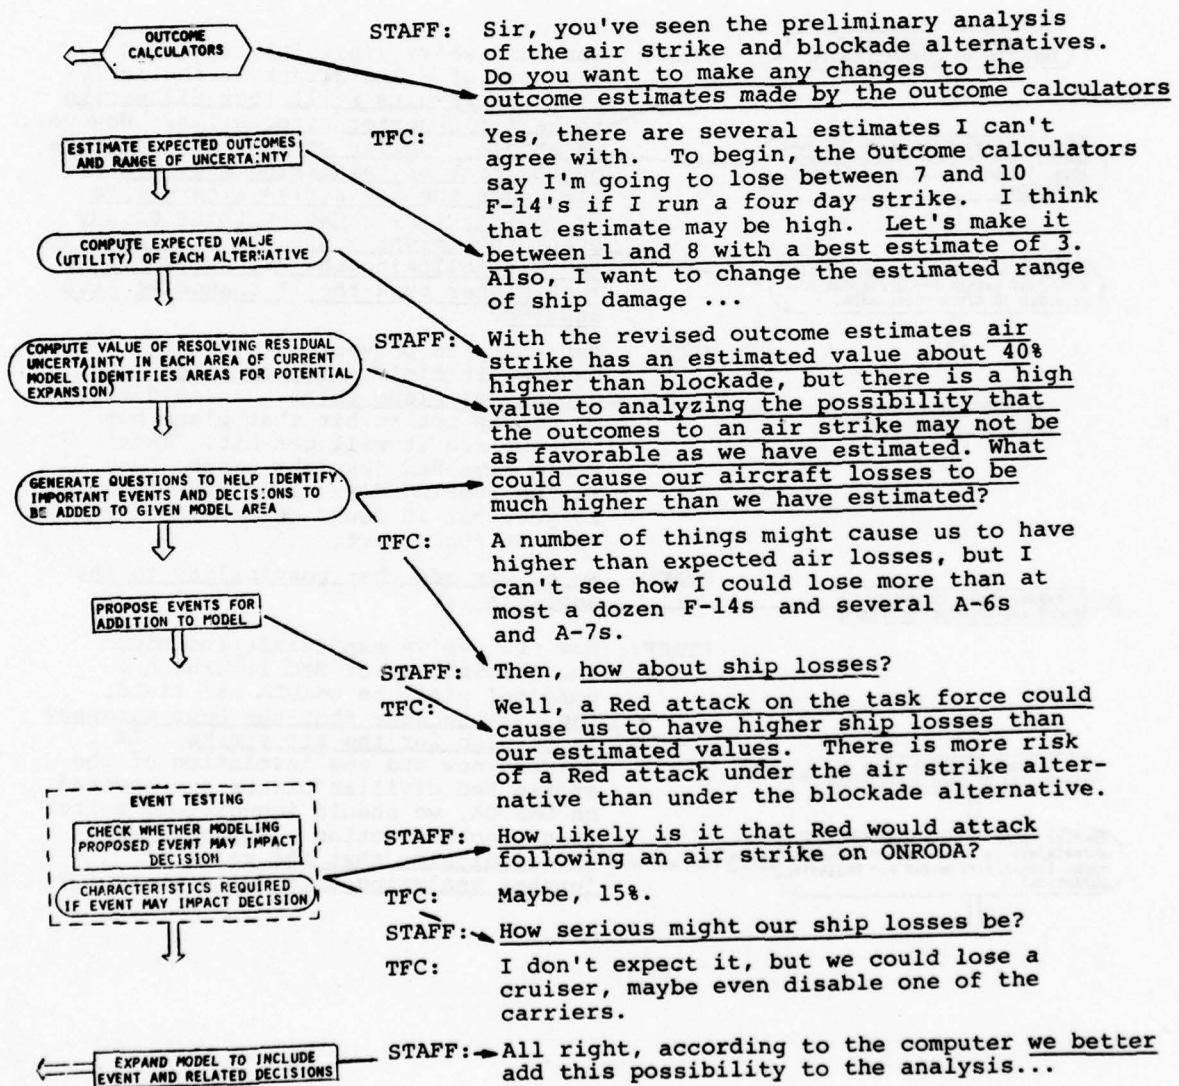 OUTCOME
CALCULATORS
STAFF: Sir, you've seen the preliminary analysis
of the air strike and blockade alternatives.
Do you want to make any changes to the
outcome estimates made by the outcome calculators
ESTIMATE EXPECTED OUTCOMES
AND RANGE OF UNCERTAINTY
TFC: Yes, there are several estimates I can't
agree with. To begin, the outcome calculators
say I'm going to lose between 7 and 10
F-14's if I run a four day strike. I think
that estimate may be high. Let's make it
between 1 and 8 with a best estimate of 3.
Also, I want to change the estimated range
of ship damage ...
COMPUTE EXPECTED VALUE
(UTILITY) OF EACH ALTERNATIVE
COMPUTE VALUE OF RESOLVING RESIDUAL
UNCERTAINTY IN EACH AREA OF CURRENT
MODEL (IDENTIFIES AREAS FOR POTENTIAL
EXPANSION)
STAFF: With the revised outcome estimates air
strike has an estimated value about 40%
higher than blockade, but there is a high
value to analyzing the possibility that
the outcomes to an air strike may not be
as favorable as we have estimated. What
could cause our aircraft losses to be
much higher than we have estimated?
GENERATE QUESTIONS TO HELP IDENTIFY
IMPORTANT EVENTS AND DECISIONS TO
BE ADDED TO GIVEN MODEL AREA
TFC: A number of things might cause us to have
higher than expected air losses, but I
can't see how I could lose more than at
most a dozen F-14s and several A-6s
and A-7s.
PROPOSE EVENTS FOR
ADDITION TO MODEL
STAFF: Then, how about ship losses?
TFC: Well, a Red attack on the task force could
cause us to have higher ship losses than
our estimated values. There is more risk
of a Red attack under the air strike alter-
native than under the blockade alternative.
EVENT TESTING
CHECK WHETHER MODELING
PROPOSED EVENT MAY IMPACT
DECISION
CHARACTERISTICS REQUIRED
IF EVENT MAY IMPACT DECISION
STAFF: How likely is it that Red would attack
following an air strike on ONRODA?
TFC: Maybe, 15%.
STAFF: How serious might our ship losses be?
TFC: I don't expect it, but we could lose a
cruiser, maybe even disable one of the
carriers.
EXPAND MODEL TO INCLUDE
EVENT AND RELATED DECISIONS
STAFF: All right, according to the computer we better
add this possibility to the analysis...